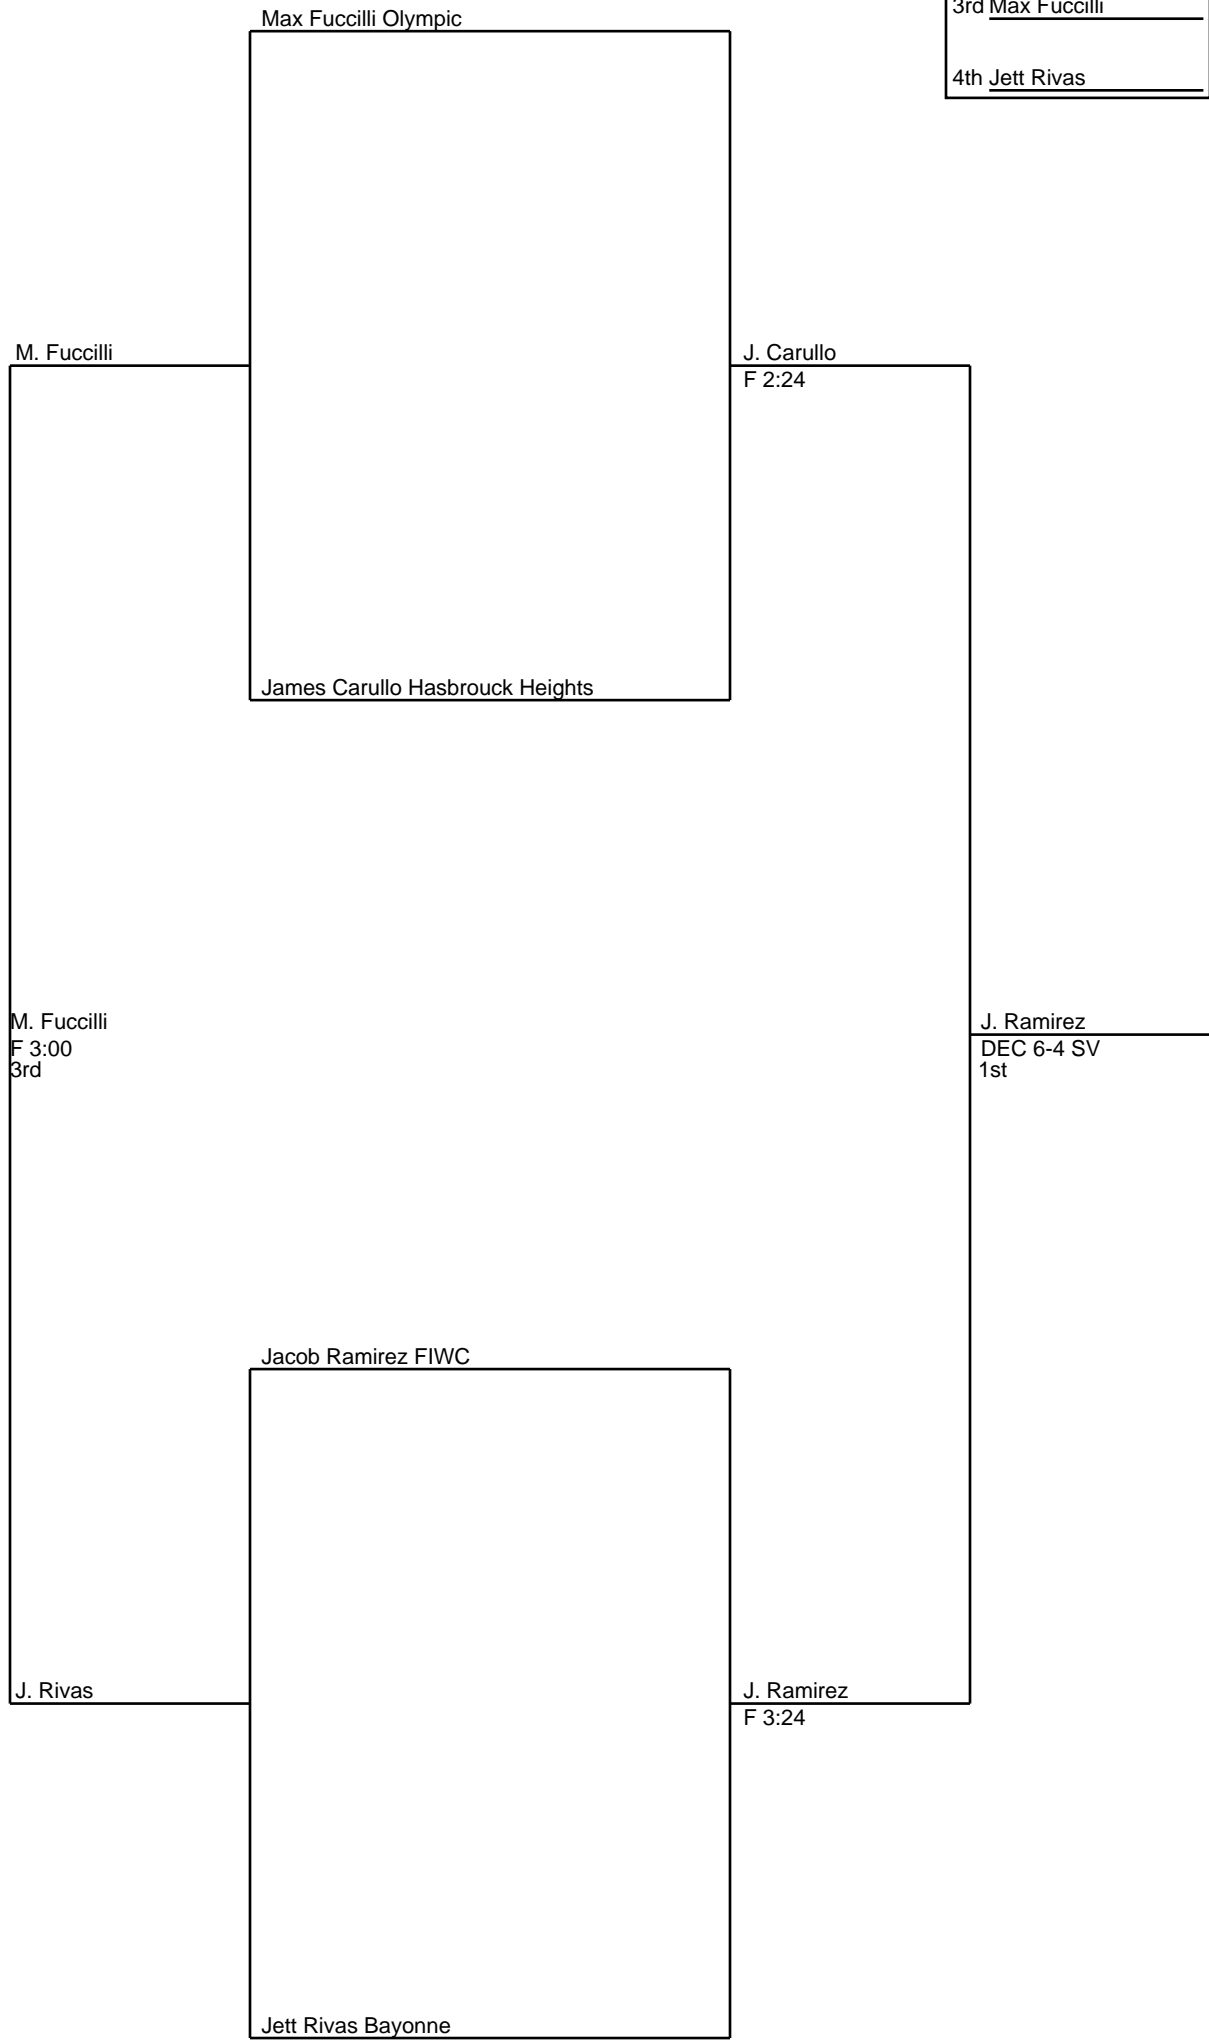 3rd Max Fuccilli
Max Fuccilli Olympic
4th Jett Rivas
M. Fuccilli
J. Carullo
F 2:24
James Carullo Hasbrouck Heights
M. Fuccilli
F 3:00
3rd
J. Ramirez
DEC 6-4 SV
1st
Jacob Ramirez FIWC
J. Rivas
J. Ramirez
F 3:24
Jett Rivas Bayonne